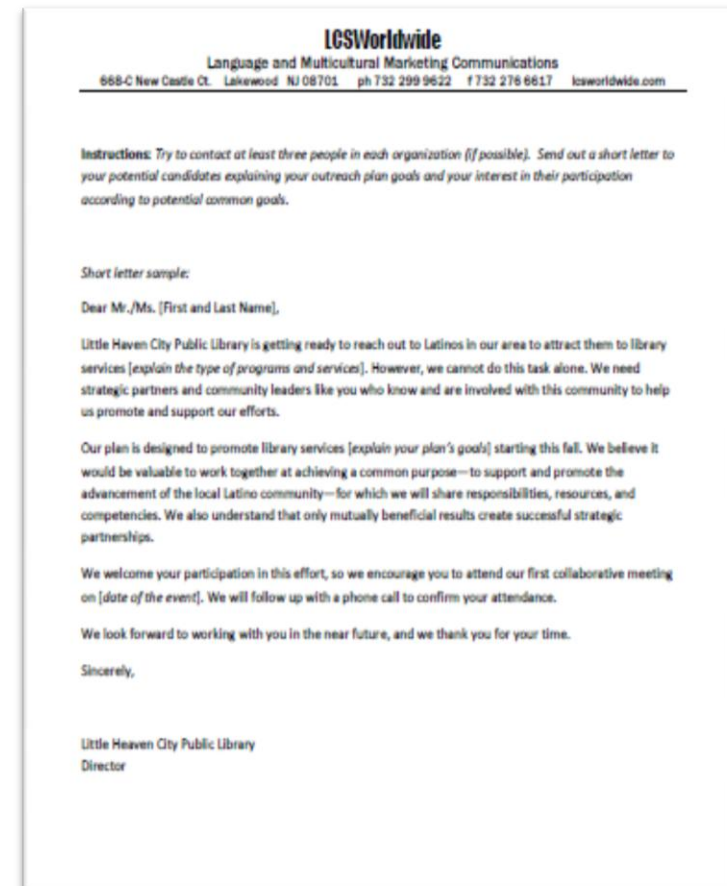 LCSWorldwide
Language and Multicultural Marketing Communications
668-C New Castle Ct. Lakewood NJ 08701 ph 732 299 9622 f 732 276 6617 lcsworldwide.com
Instructions: Try to contact at least three people in each organization (if possible). Send out a short letter to
your potential candidates explaining your outreach plan goals and your interest in their participation
according to potential common goals.
Short letter sample:
Dear Mr./Ms. [First and Last Name],
Little Haven City Public Library is getting ready to reach out to Latinos in our area to attract them to library
services [explain the type of programs and services]. However, we cannot do this task alone. We need
strategic partners and community leaders like you who know and are involved with this community to help
us promote and support our efforts.
Our plan is designed to promote library services [explain your plan's goals] starting this fall. We believe it
would be valuable to work together at achieving a common purpose—to support and promote the
advancement of the local Latino community—for which we will share responsibilities, resources, and
competencies. We also understand that only mutually beneficial results create successful strategic
partnerships.
We welcome your participation in this effort, so we encourage you to attend our first collaborative meeting
on [date of the event]. We will follow up with a phone call to confirm your attendance.
We look forward to working with you in the near future, and we thank you for your time.
Sincerely,
Little Heaven City Public Library
Director